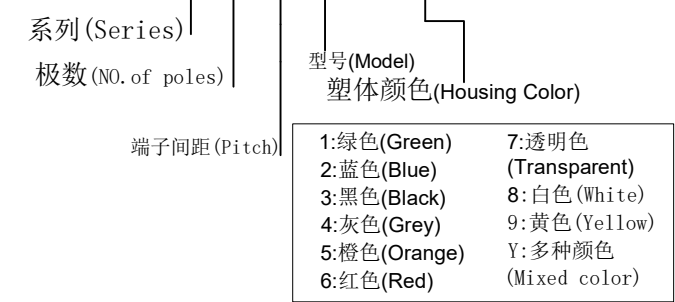 系列(Series)
极数(NO.of poles)
型号(Model)
塑体颜色(Housing Color)
端子间距(Pitch)
1:绿色(Green)
2:蓝色(Blue)
3:黑色(Black)
4:灰色(Grey)
5:橙色(Orange)
6:红色(Red)
7:透明色
(Transparent)
8:白色(White)
9:黄色(Yellow)
Y:多种颜色
(Mixed color)